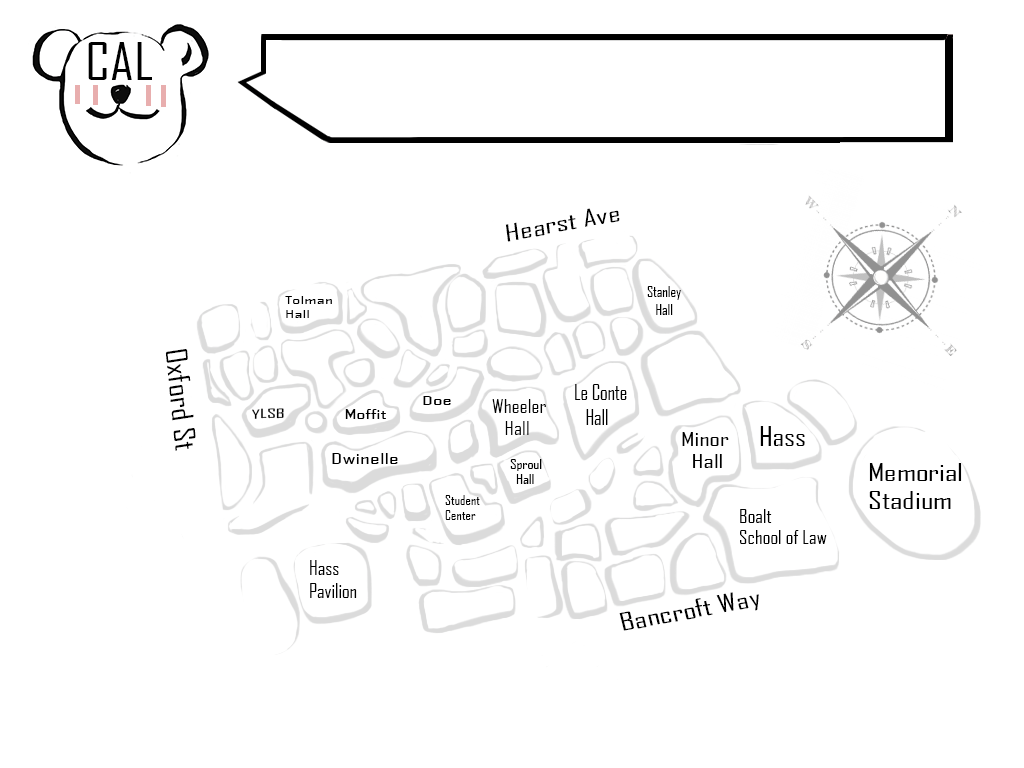 CAL
Hearst Ave
W
N
S
E
Tolman
Hall
Stanley
Hall
Oxford St
YLSB
Moffit
Doe
Wheeler
Hall
Le Conte
Hall
Dwinelle
Sproul
Hall
Minor
Hall
Hass
Memorial
Stadium
Student
Center
Boalt
School of Law
Hass
Pavilion
Bancroft Way